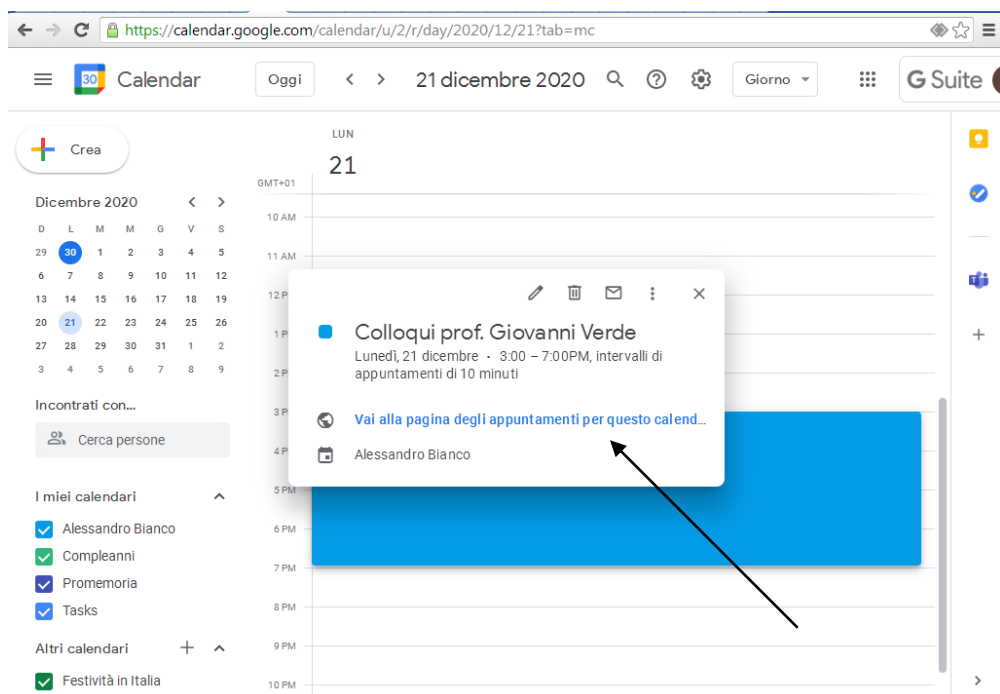 https://calendar.google.com/calendar/u/2/r/day/2020/12/21?tab=mc
30 Calendar Oggi 21 dicembre 2020 Giorno G Suite
Crea
LUN
21
GMT+01
Dicembre 2020
D L M M G V S
29 30 1 2 3 4 5
6 7 8 9 10 11 12
13 14 15 16 17 18 19
20 21 22 23 24 25 26
27 28 29 30 31 1 2
3 4 5 6 7 8 9
Incontrati con...
Cerca persone
I miei calendari
Alessandro Bianco
Compleanni
Promemoria
Tasks
Altri calendari
Festività in Italia
10 AM
11 AM
12 P
1 P
2 P
3 P
4 P
5 PM
6 PM
7 PM
8 PM
9 PM
10 PM
Colloqui prof. Giovanni Verde
Lunedì, 21 dicembre · 3:00 – 7:00PM, intervalli di
appuntamenti di 10 minuti
Vai alla pagina degli appuntamenti per questo calend...
Alessandro Bianco